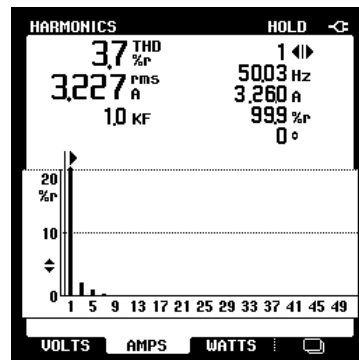 HARMONICS HOLD
3.7 THD %r 1
50.03 Hz
3.227 rms A 3.260 A
1.0 KF 99.9 %r
0 °
20
%r
10
0
1 5 9 13 17 21 25 29 33 37 41 45 49
VOLTS AMPS WATTS